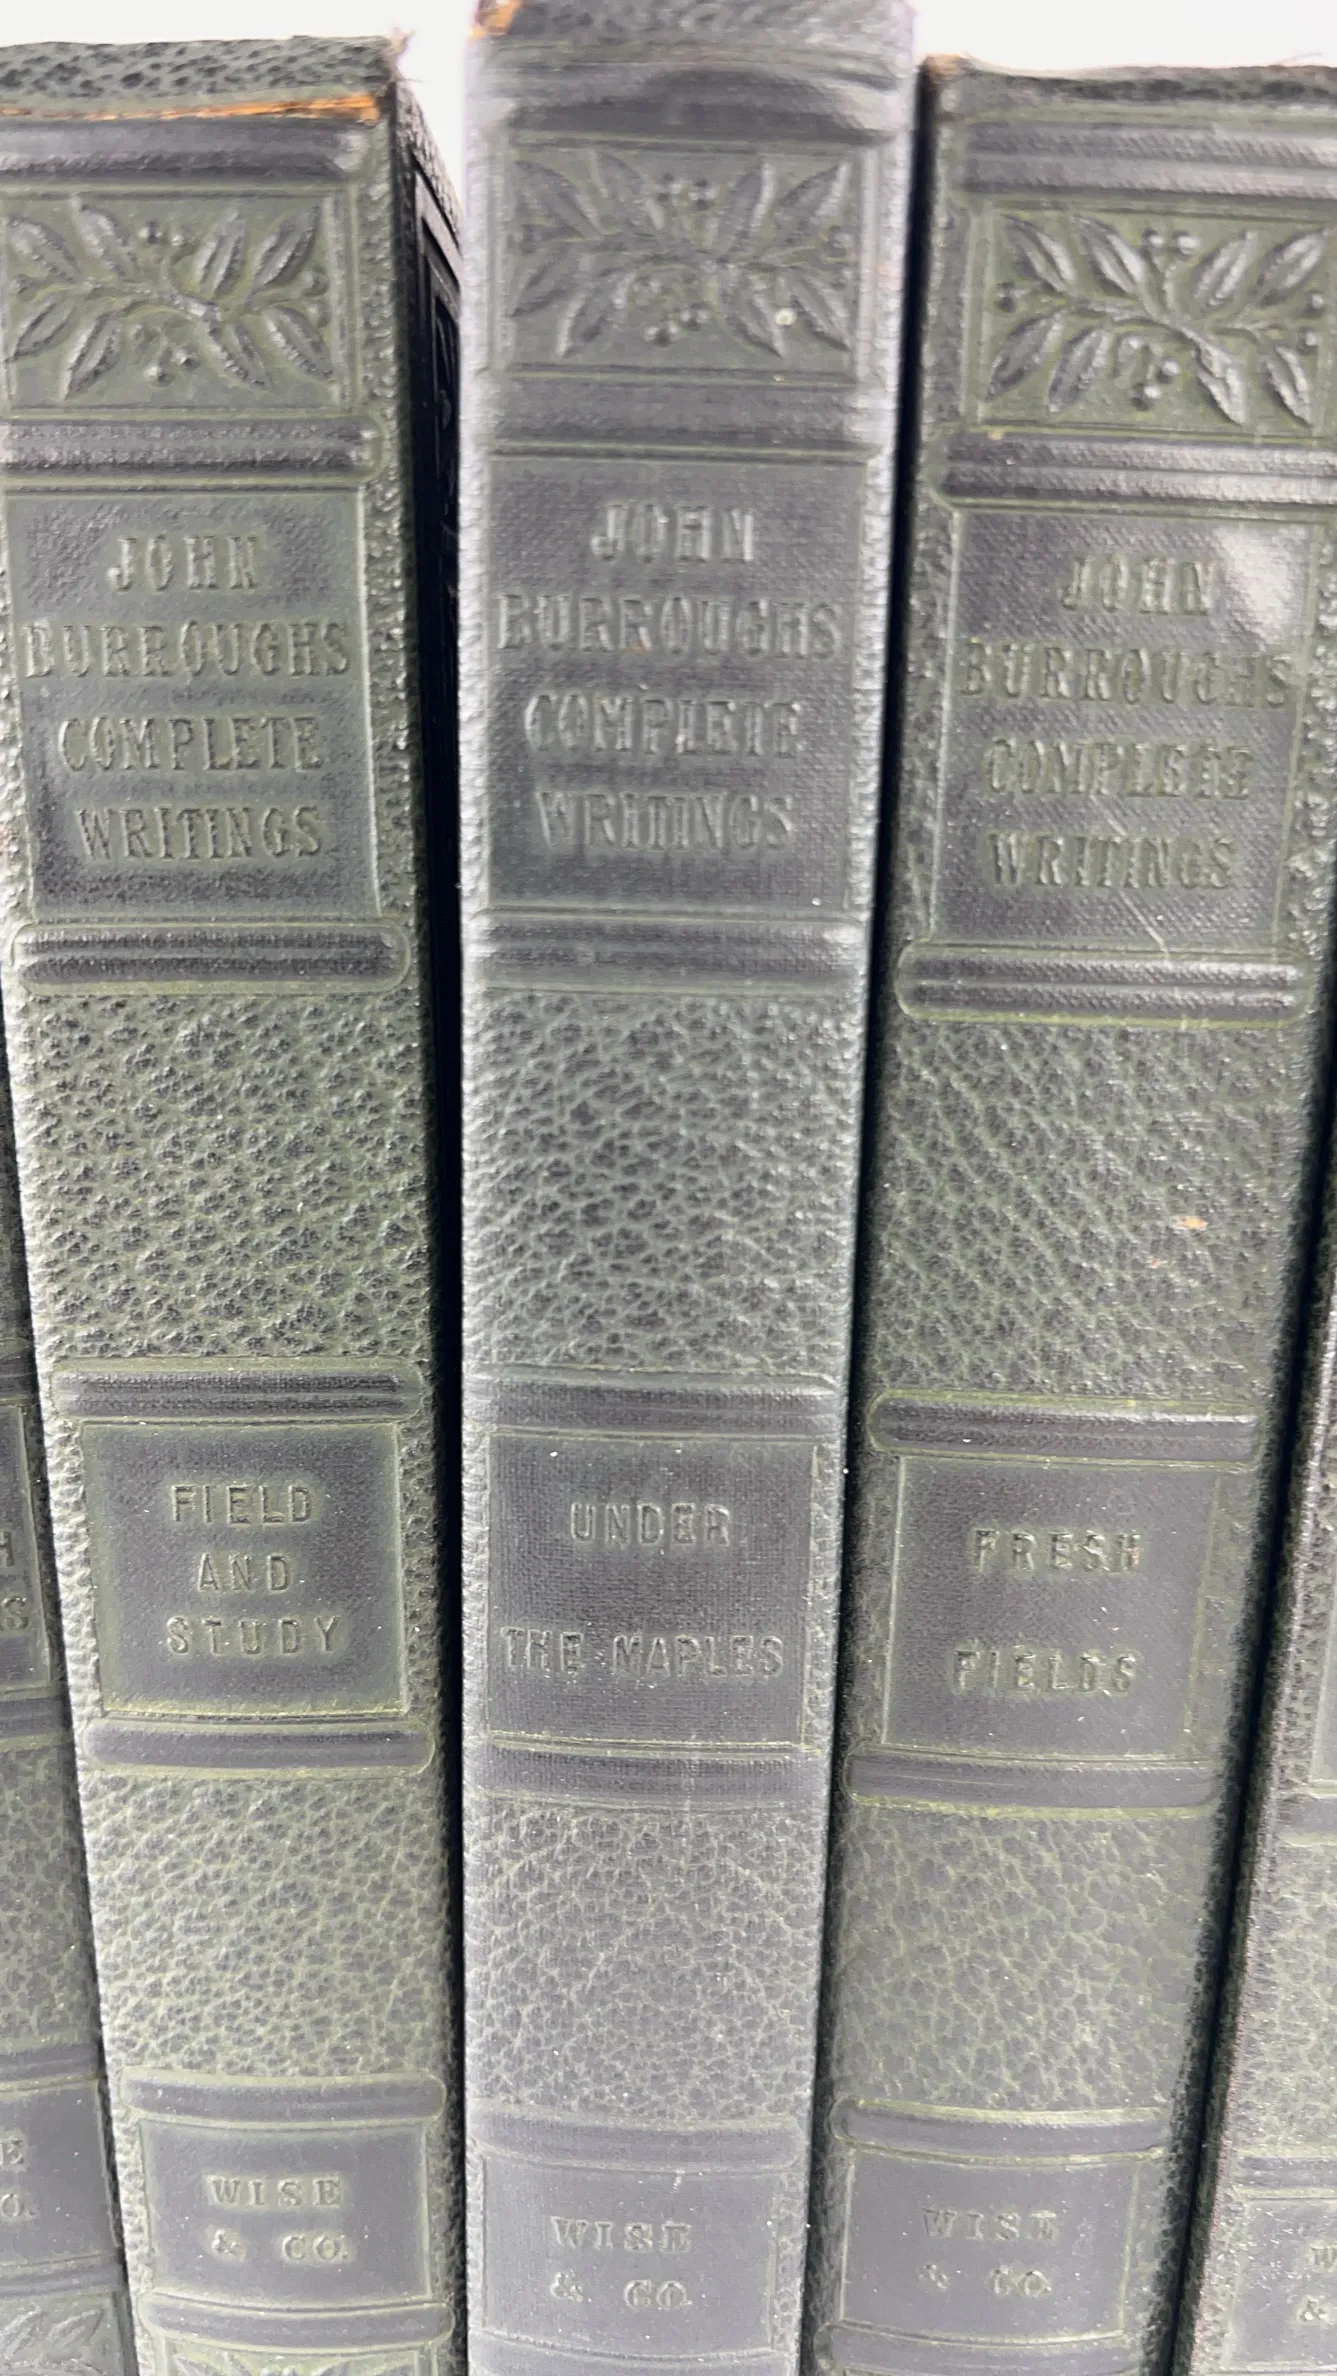 JOHN
BURROUGHS
COMPLETE
WRITINGS
FIELD
AND
STUDY
WISE
& CO.
JOHN
BURROUGHS
COMPLETE
WRITINGS
UNDER
THE MAPLES
WISE
& CO.
JOHN
BURROUGHS
COMPLETE
WRITINGS
FRESH
FIELDS
WISE
& CO.